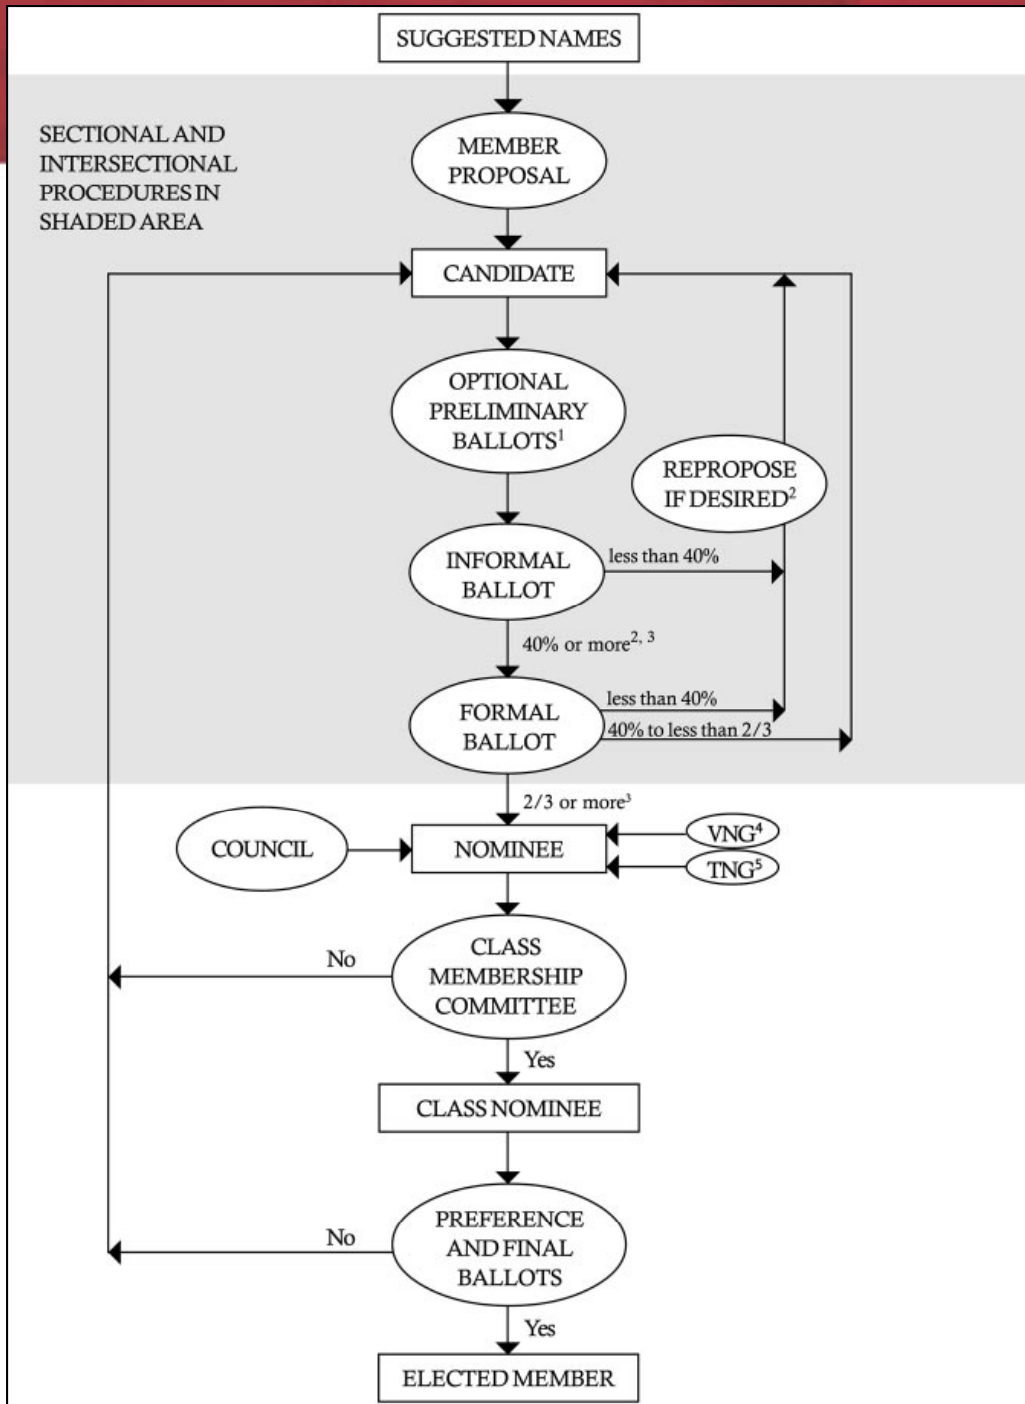 SUGGESTED NAMES
SECTIONAL AND
INTERSECTIONAL
PROCEDURES IN
SHADED AREA
MEMBER
PROPOSAL
CANDIDATE
OPTIONAL
PRELIMINARY
BALLOTS¹
REPROPOSE
IF DESIRED²
INFORMAL
BALLOT
less than 40%
40% or more²,³
FORMAL
BALLOT
less than 40%
40% to less than 2/3
2/3 or more³
COUNCIL
NOMINEE
VNG⁴
TNG⁵
CLASS
MEMBERSHIP
COMMITTEE
No
Yes
CLASS NOMINEE
PREFERENCE
AND FINAL
BALLOTS
No
Yes
ELECTED MEMBER